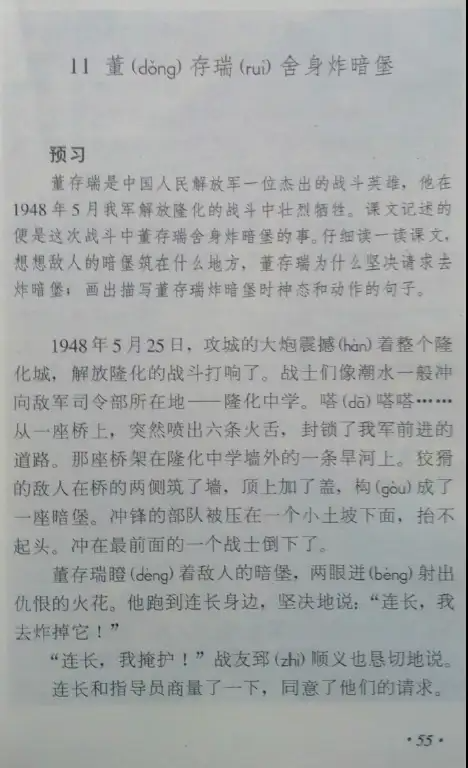 11 董(dǒng)存瑞(ruì)舍身炸暗堡
预习
董存瑞是中国人民解放军一位杰出的战斗英雄，他在
1948年5月我军解放隆化的战斗中壮烈牺牲。课文记述的
便是这次战斗中董存瑞舍身炸暗堡的事。仔细读一读课文，
想想敌人的暗堡筑在什么地方，董存瑞为什么坚决请求去
炸暗堡；画出描写董存瑞炸暗堡时神态和动作的句子。
1948年5月25日，攻城的大炮震撼(hàn)着整个隆
化城，解放隆化的战斗打响了。战士们像潮水一般冲
向敌军司令部所在地——隆化中学。嗒(dā)嗒嗒……
从一座桥上，突然喷出六条火舌，封锁了我军前进的
道路。那座桥架在隆化中学墙外的一条旱河上。狡猾
的敌人在桥的两侧筑了墙，顶上加了盖，构(gòu)成了
一座暗堡。冲锋的部队被压在一个小土坡下面，抬不
起头。冲在最前面的一个战士倒下了。
董存瑞瞪(dèng)着敌人的暗堡，两眼迸(bèng)射出
仇恨的火花。他跑到连长身边，坚决地说：“连长，我
去炸掉它！”
“连长，我掩护！”战友郅(zhì)顺义也恳切地说。
连长和指导员商量了一下，同意了他们的请求。
·55·